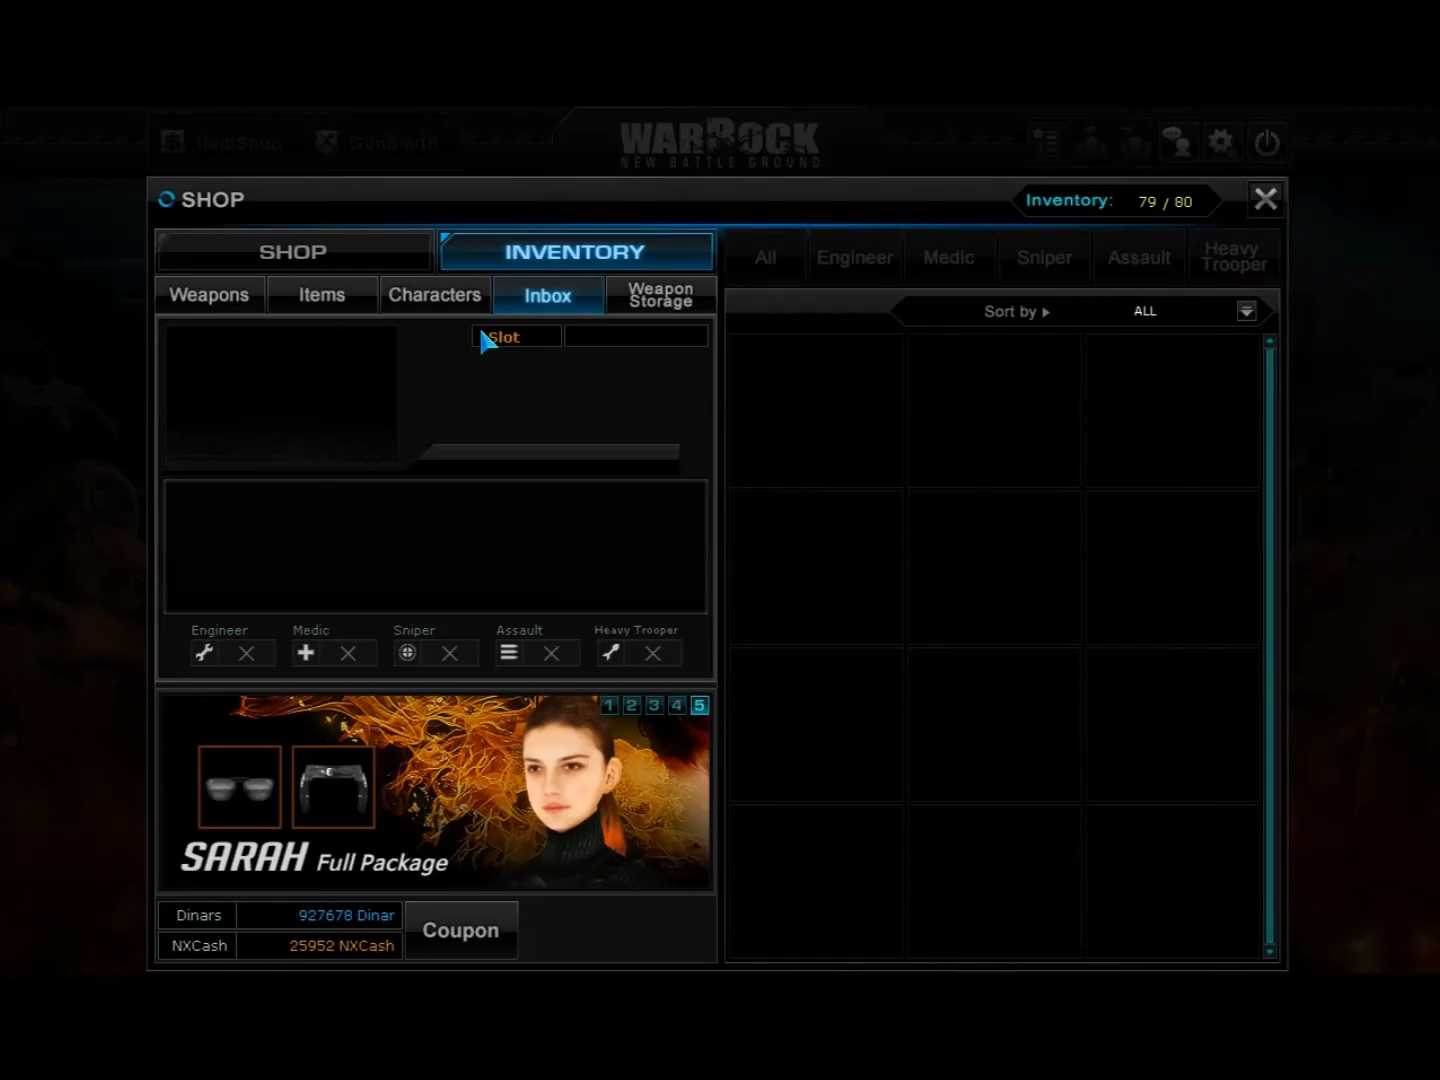 ItemShop
GunSmith
WARROCK
NEW BATTLE GROUND
SHOP
Inventory: 79 / 80
SHOP
INVENTORY
All
Engineer
Medic
Sniper
Assault
Heavy
Trooper
Weapons
Items
Characters
Inbox
Weapon
Storage
Sort by
ALL
Slot
Engineer
Medic
Sniper
Assault
Heavy Trooper
1 2 3 4 5
SARAH Full Package
Dinars 927678 Dinar
NXCash 25952 NXCash
Coupon